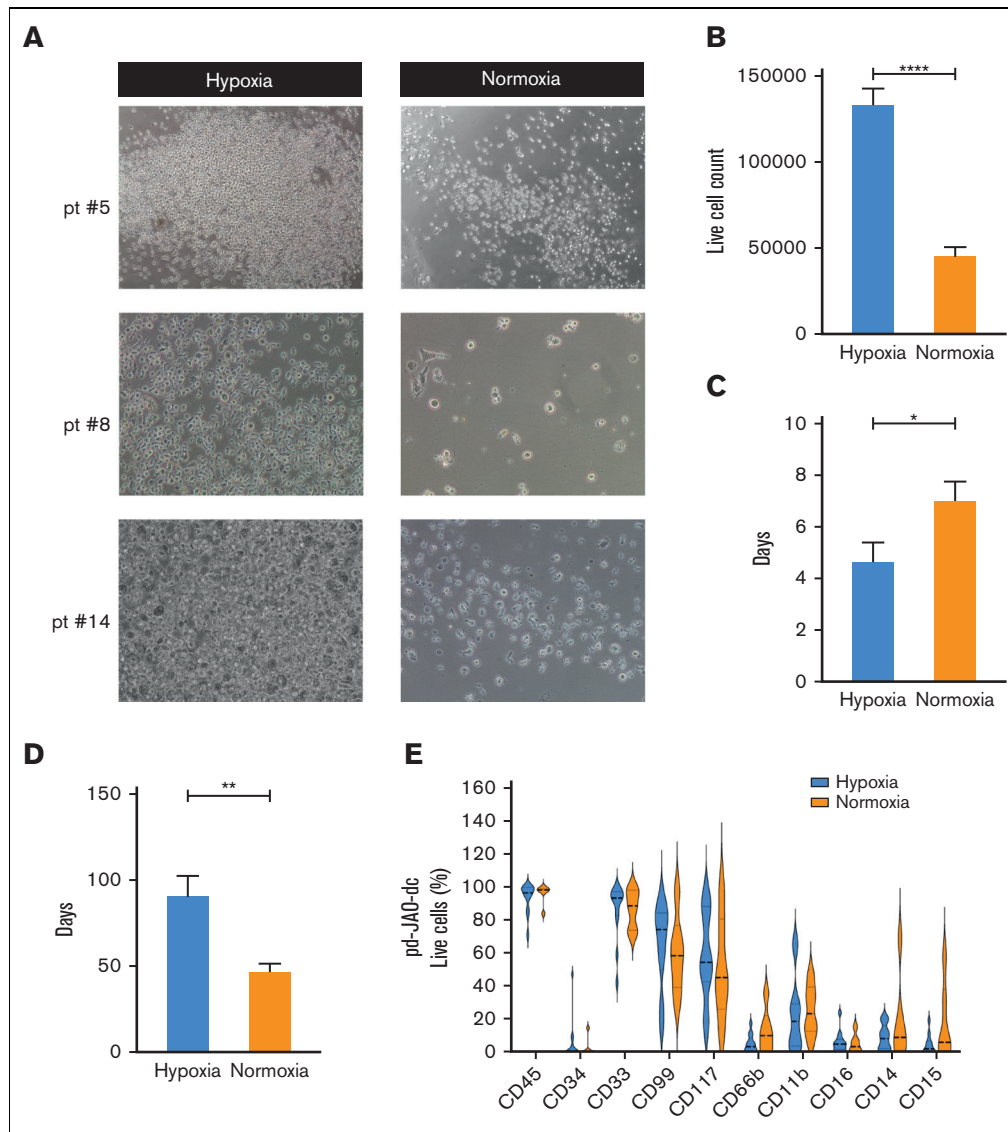 A
Hypoxia
Normoxia
pt #5
pt #8
pt #14
B
****
150000
100000
50000
0
Live cell count
Hypoxia Normoxia
C
*
10
8
6
4
2
0
Days
Hypoxia Normoxia
D
**
150
100
50
0
Days
Hypoxia Normoxia
E
160
140
120
100
80
60
40
20
0
pd-JAO-dc
Live cells (%)
Hypoxia
Normoxia
CD45
CD34
CD33
CD99
CD117
CD66b
CD11b
CD16
CD14
CD15